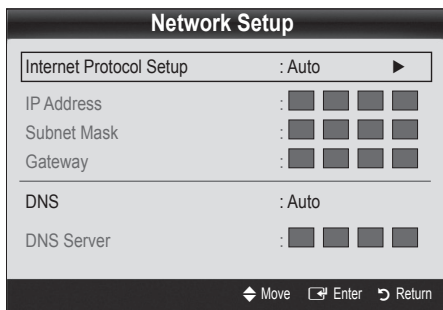 Network Setup
Internet Protocol Setup : Auto ▶
IP Address :
Subnet Mask :
Gateway :
DNS : Auto
DNS Server :
Move Enter Return